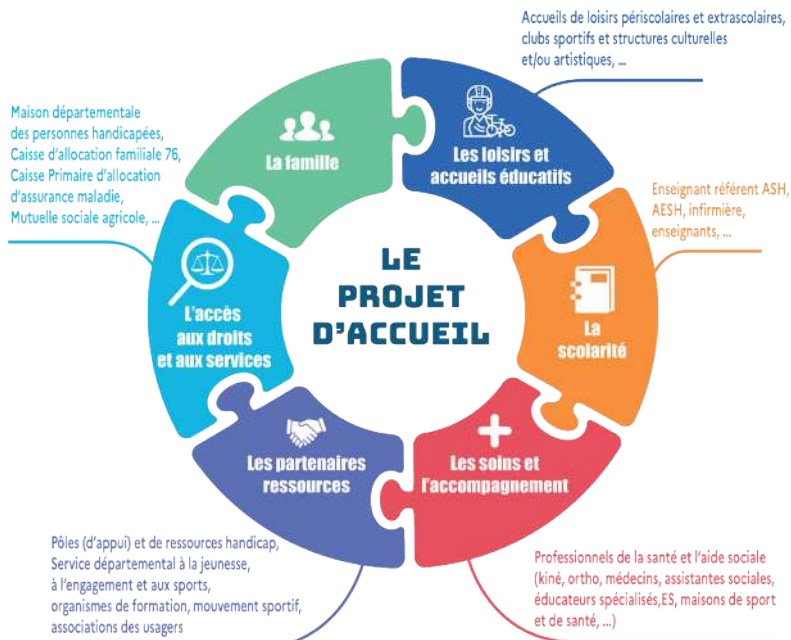 Accueils de loisirs périscolaires et extrascolaires,
clubs sportifs et structures culturelles
et/ou artistiques, ...
Maison départementale
des personnes handicapées,
Caisse d'allocation familiale 76,
Caisse Primaire d'allocation
d'assurance maladie,
Mutuelle sociale agricole, ...
La famille
Les loisirs et
accueils éducatifs
Enseignant référent ASH,
AESH, infirmière,
enseignants, ...
LE
PROJET
D'ACCUEIL
L'accès
aux droits
et aux services
La
scolarité
Les partenaires
ressources
Les soins et
l'accompagnement
Pôles (d'appui) et de ressources handicap,
Service départemental à la jeunesse,
à l'engagement et aux sports,
organismes de formation, mouvement sportif,
associations des usagers
Professionnels de la santé et l'aide sociale
(kiné, ortho, médecins, assistantes sociales,
éducateurs spécialisés,ES, maisons de sport
et de santé, ...)